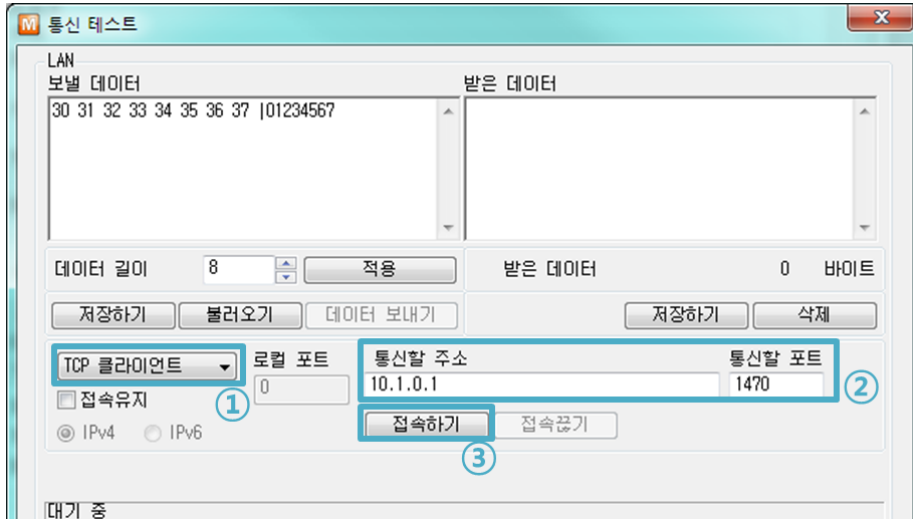 통신 테스트
LAN
보낼 데이터
받은 데이터
30 31 32 33 34 35 36 37 |01234567
데이터 길이 8 적용
받은 데이터 0 바이트
저장하기 불러오기 데이터 보내기
저장하기 삭제
TCP 클라이언트
로컬 포트
0
통신할 주소
통신할 포트
10.1.0.1
1470
①
②
접속유지
접속하기 접속끊기
③
IPv4 IPv6
대기 중